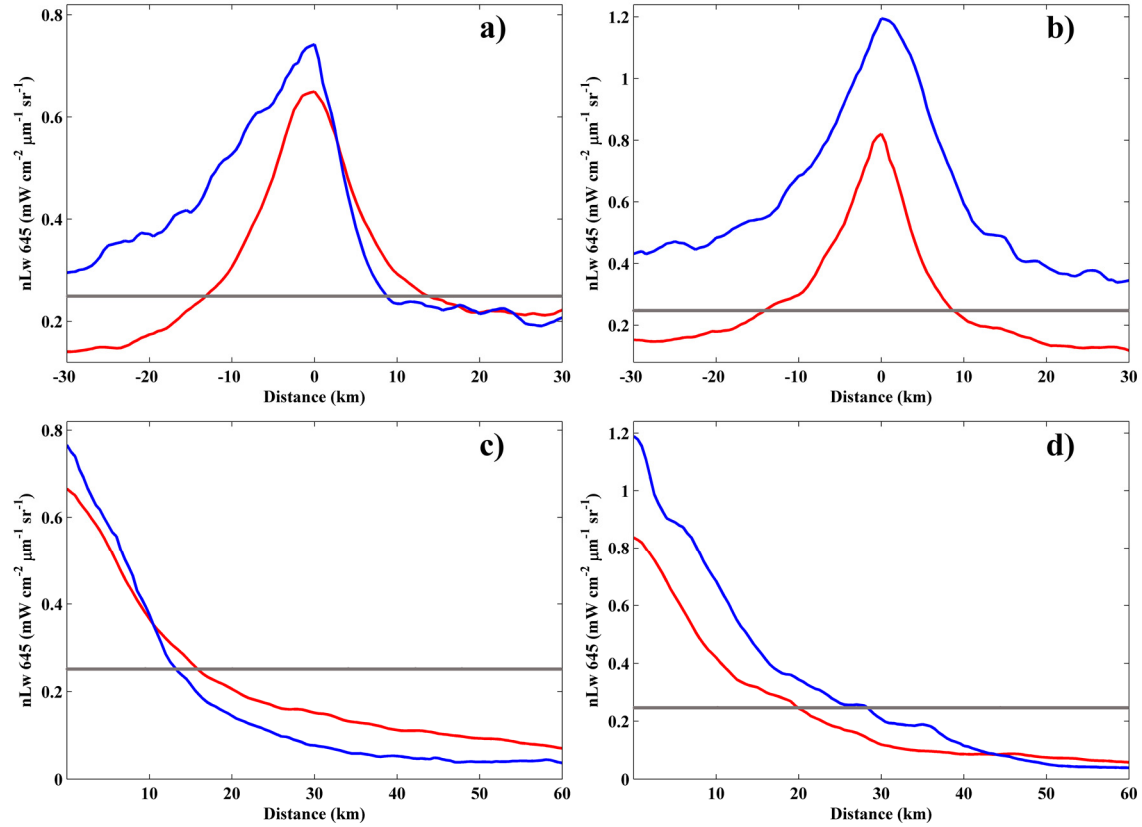 a)
nLw 645 (mW cm-2 μm-1 sr-1)
0.8
0.6
0.4
0.2
-30 -20 -10 0 10 20 30
Distance (km)
b)
nLw 645 (mW cm-2 μm-1 sr-1)
1.2
1
0.8
0.6
0.4
0.2
-30 -20 -10 0 10 20 30
Distance (km)
c)
nLw 645 (mW cm-2 μm-1 sr-1)
0.8
0.6
0.4
0.2
0
10 20 30 40 50 60
Distance (km)
d)
nLw 645 (mW cm-2 μm-1 sr-1)
1.2
1
0.8
0.6
0.4
0.2
0
10 20 30 40 50 60
Distance (km)